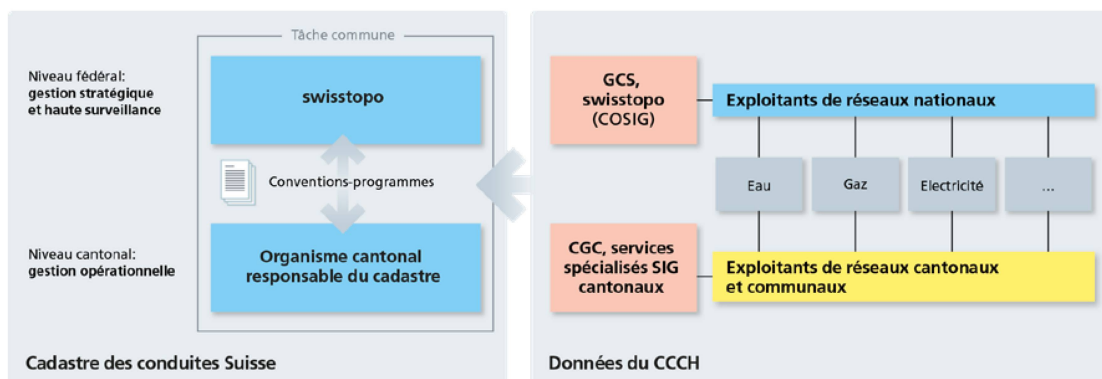 Tâche commune
Niveau fédéral:
gestion stratégique
et haute surveillance
swisstopo
Conventions-programmes
Niveau cantonal:
gestion opérationnelle
Organisme cantonal
responsable du cadastre
Cadastre des conduites Suisse
GCS,
swisstopo
(COSIG)
Exploitants de réseaux nationaux
Eau
Gaz
Electricité
...
CGC, services
spécialisés SIG
cantonaux
Exploitants de réseaux cantonaux
et communaux
Données du CCCH